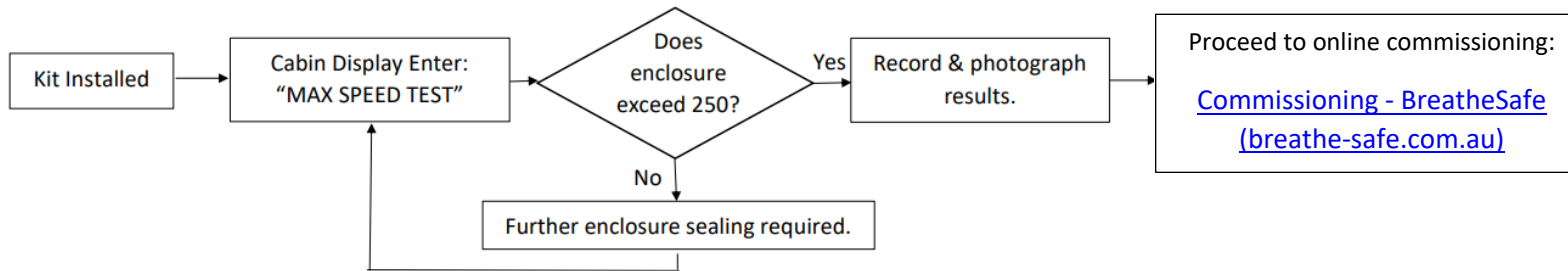 Kit Installed
Cabin Display Enter:
“MAX SPEED TEST”
Does
enclosure
exceed 250?
Yes
Record & photograph
results.
Proceed to online commissioning:
Commissioning - BreatheSafe
(breathe-safe.com.au)
No
Further enclosure sealing required.